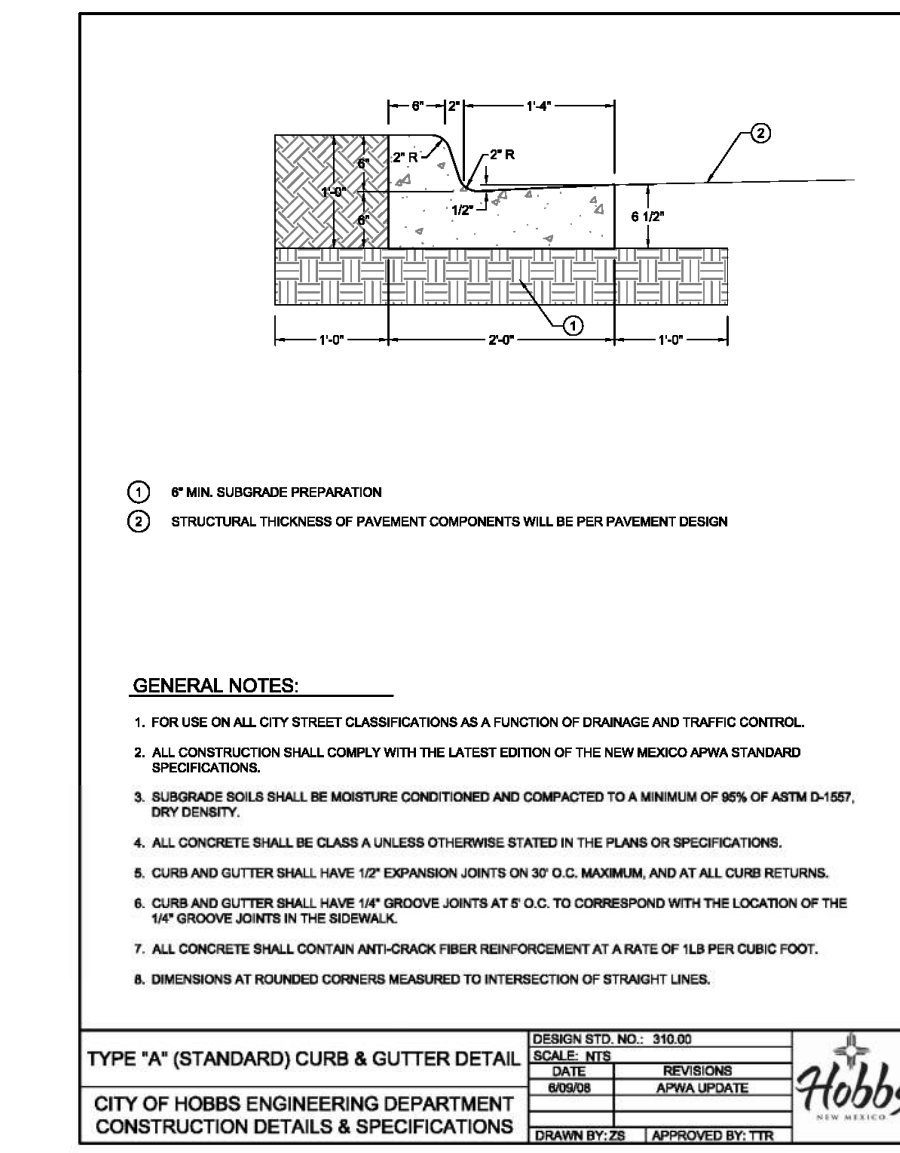 6" 2" 1'-4"
2
2" R 2" R
6"
1'-0"
1/2" 6 1/2"
6"
1
1'-0" 2'-0" 1'-0"
1 6" MIN. SUBGRADE PREPARATION
2 STRUCTURAL THICKNESS OF PAVEMENT COMPONENTS WILL BE PER PAVEMENT DESIGN
GENERAL NOTES:
1. FOR USE ON ALL CITY STREET CLASSIFICATIONS AS A FUNCTION OF DRAINAGE AND TRAFFIC CONTROL.
2. ALL CONSTRUCTION SHALL COMPLY WITH THE LATEST EDITION OF THE NEW MEXICO APWA STANDARD
SPECIFICATIONS.
3. SUBGRADE SOILS SHALL BE MOISTURE CONDITIONED AND COMPACTED TO A MINIMUM OF 95% OF ASTM D-1557,
DRY DENSITY.
4. ALL CONCRETE SHALL BE CLASS A UNLESS OTHERWISE STATED IN THE PLANS OR SPECIFICATIONS.
5. CURB AND GUTTER SHALL HAVE 1/2" EXPANSION JOINTS ON 30' O.C. MAXIMUM, AND AT ALL CURB RETURNS.
6. CURB AND GUTTER SHALL HAVE 1/4" GROOVE JOINTS AT 5' O.C. TO CORRESPOND WITH THE LOCATION OF THE
1/4" GROOVE JOINTS IN THE SIDEWALK.
7. ALL CONCRETE SHALL CONTAIN ANTI-CRACK FIBER REINFORCEMENT AT A RATE OF 1LB PER CUBIC FOOT.
8. DIMENSIONS AT ROUNDED CORNERS MEASURED TO INTERSECTION OF STRAIGHT LINES.
TYPE "A" (STANDARD) CURB & GUTTER DETAIL
CITY OF HOBBS ENGINEERING DEPARTMENT
CONSTRUCTION DETAILS & SPECIFICATIONS
DESIGN STD. NO.: 310.00
SCALE: NTS
DATE REVISIONS
6/09/08 APWA UPDATE
DRAWN BY: ZS APPROVED BY: TTR
Hobbs
NEW MEXICO